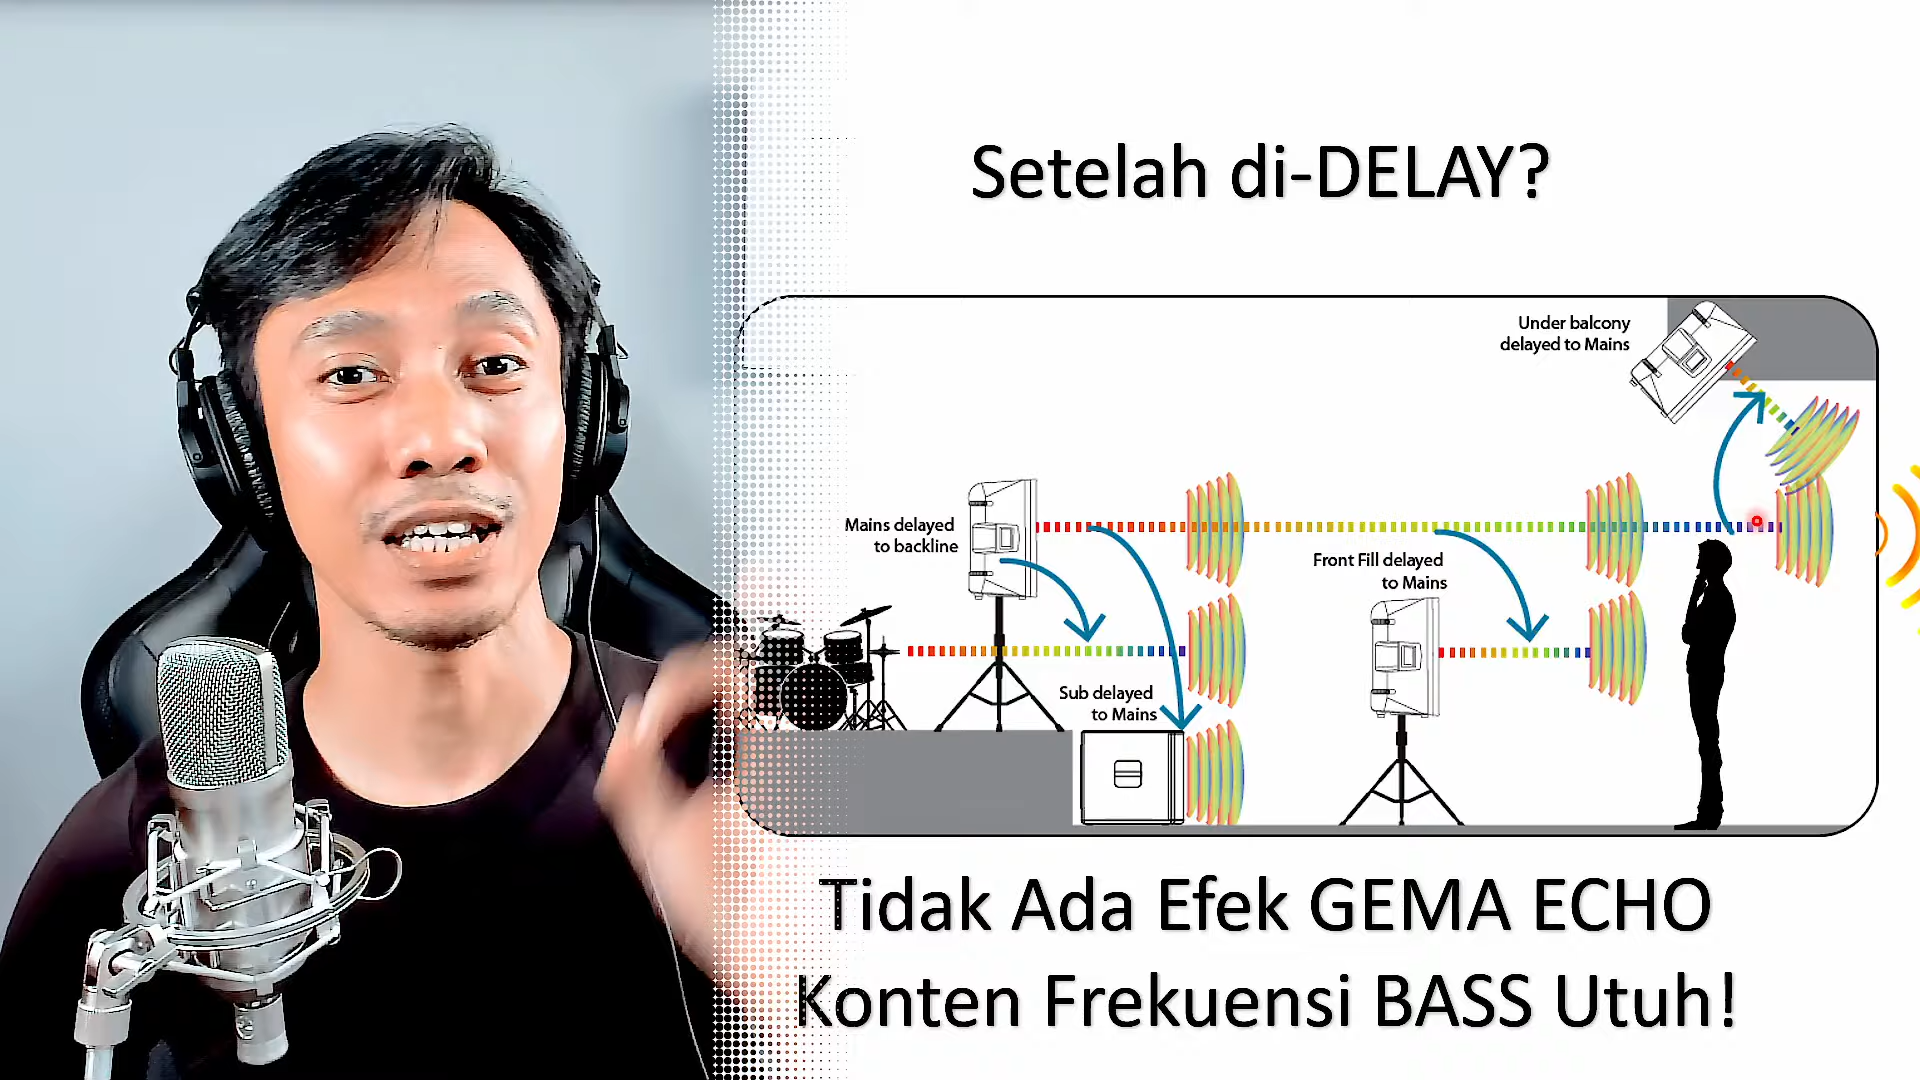 Setelah di-DELAY?
Under balcony
delayed to Mains
Mains delayed
to backline
Front Fill delayed
to Mains
Sub delayed
to Mains
Tidak Ada Efek GEMA ECHO
Konten Frekuensi BASS Utuh!